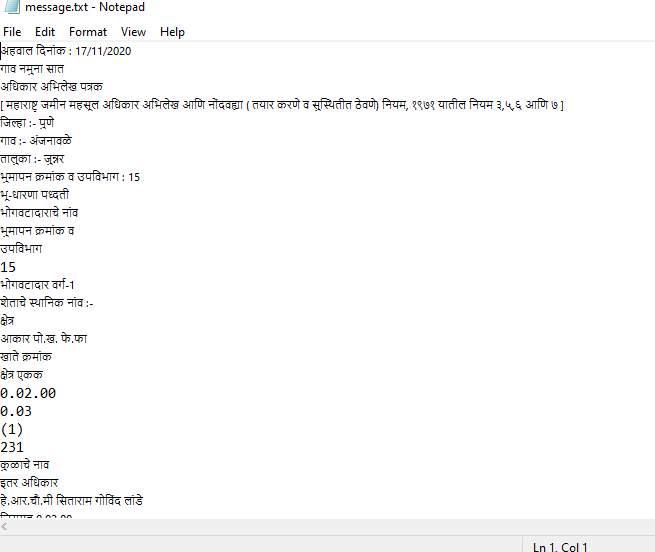 message.txt - Notepad
File Edit Format View Help
अहवाल दिनांक : 17/11/2020
गाव नमुना सात
अधिकार अभिलेख पत्रक
[ महाराष्ट्र जमीन महसूल अधिकार अभिलेख आणि नोंदवह्या ( तयार करणे व सुस्थितीत ठेवणे) नियम, १९७१ यातील नियम ३,५,६ आणि ७ ]
जिल्हा :- पुणे
गाव :- अंजनावळे
तालुका :- जुन्नर
भुमापन क्रमांक व उपविभाग : 15
भू-धारणा पध्दती
भोगवटादाराचे नांव
भुमापन क्रमांक व
उपविभाग
15
भोगवटादार वर्ग-1
शेताचे स्थानिक नांव :-
क्षेत्र
आकार पो.ख. फे.फा
खाते क्रमांक
क्षेत्र एकक
0.02.00
0.03
(1)
231
कुळाचे नाव
इतर अधिकार
हे.आर.चौ.मी सिताराम गोविंद लांडे
Ln 1, Col 1